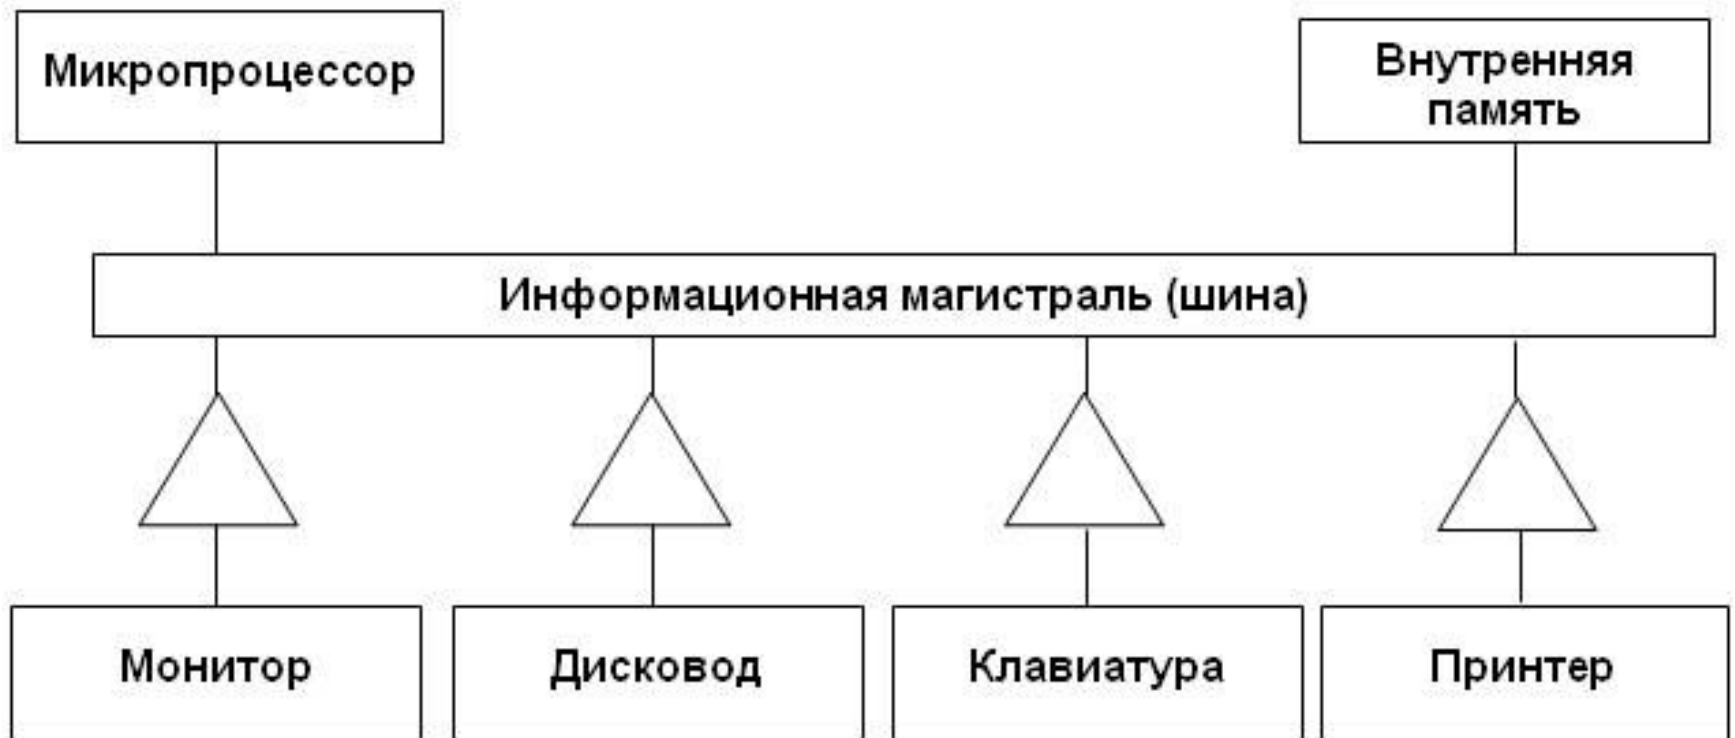 Микропроцессор
Внутренняя
память
Информационная магистраль (шина)
Монитор
Дисковод
Клавиатура
Принтер